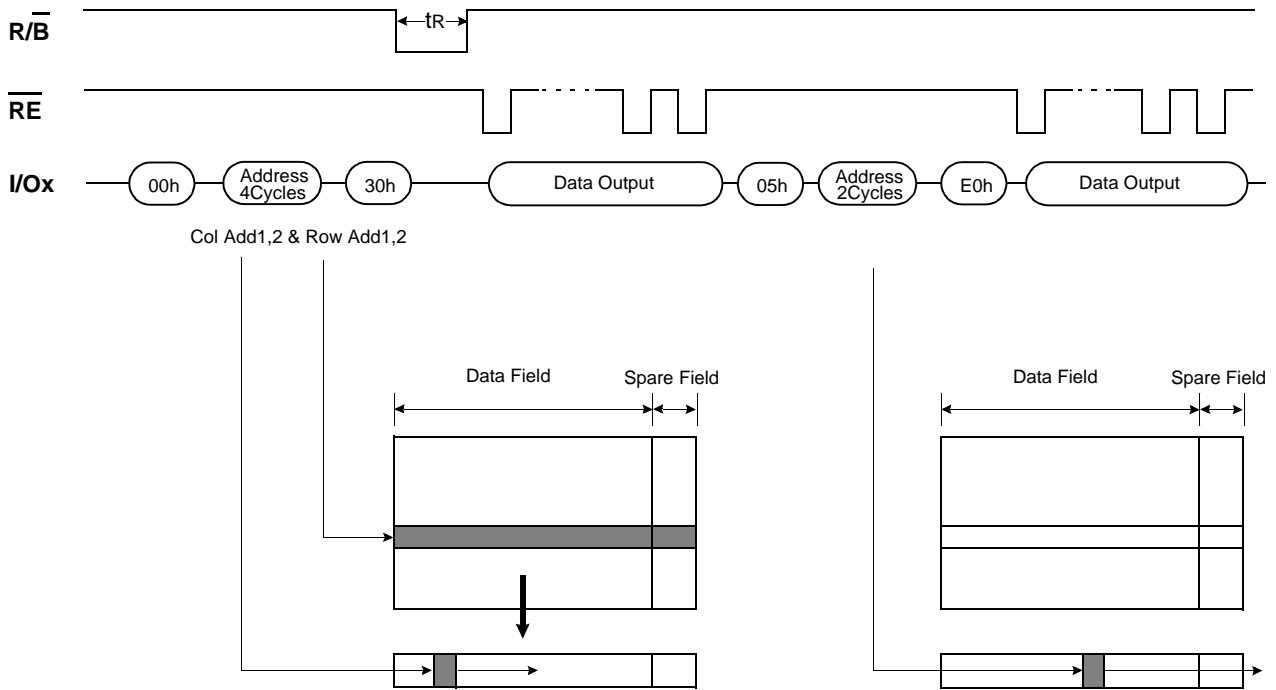 R/B̅
tR
R̅E̅
I/Ox
00h
Address
4Cycles
30h
Data Output
05h
Address
2Cycles
E0h
Data Output
Col Add1,2 & Row Add1,2
Data Field
Spare Field
Data Field
Spare Field